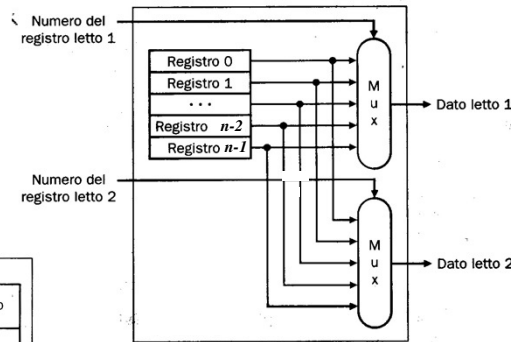 Numero del
registro letto 1
Registro 0
Registro 1
...
Registro n-2
Registro n-1
M
u
x
Dato letto 1
Numero del
registro letto 2
M
u
x
Dato letto 2
o